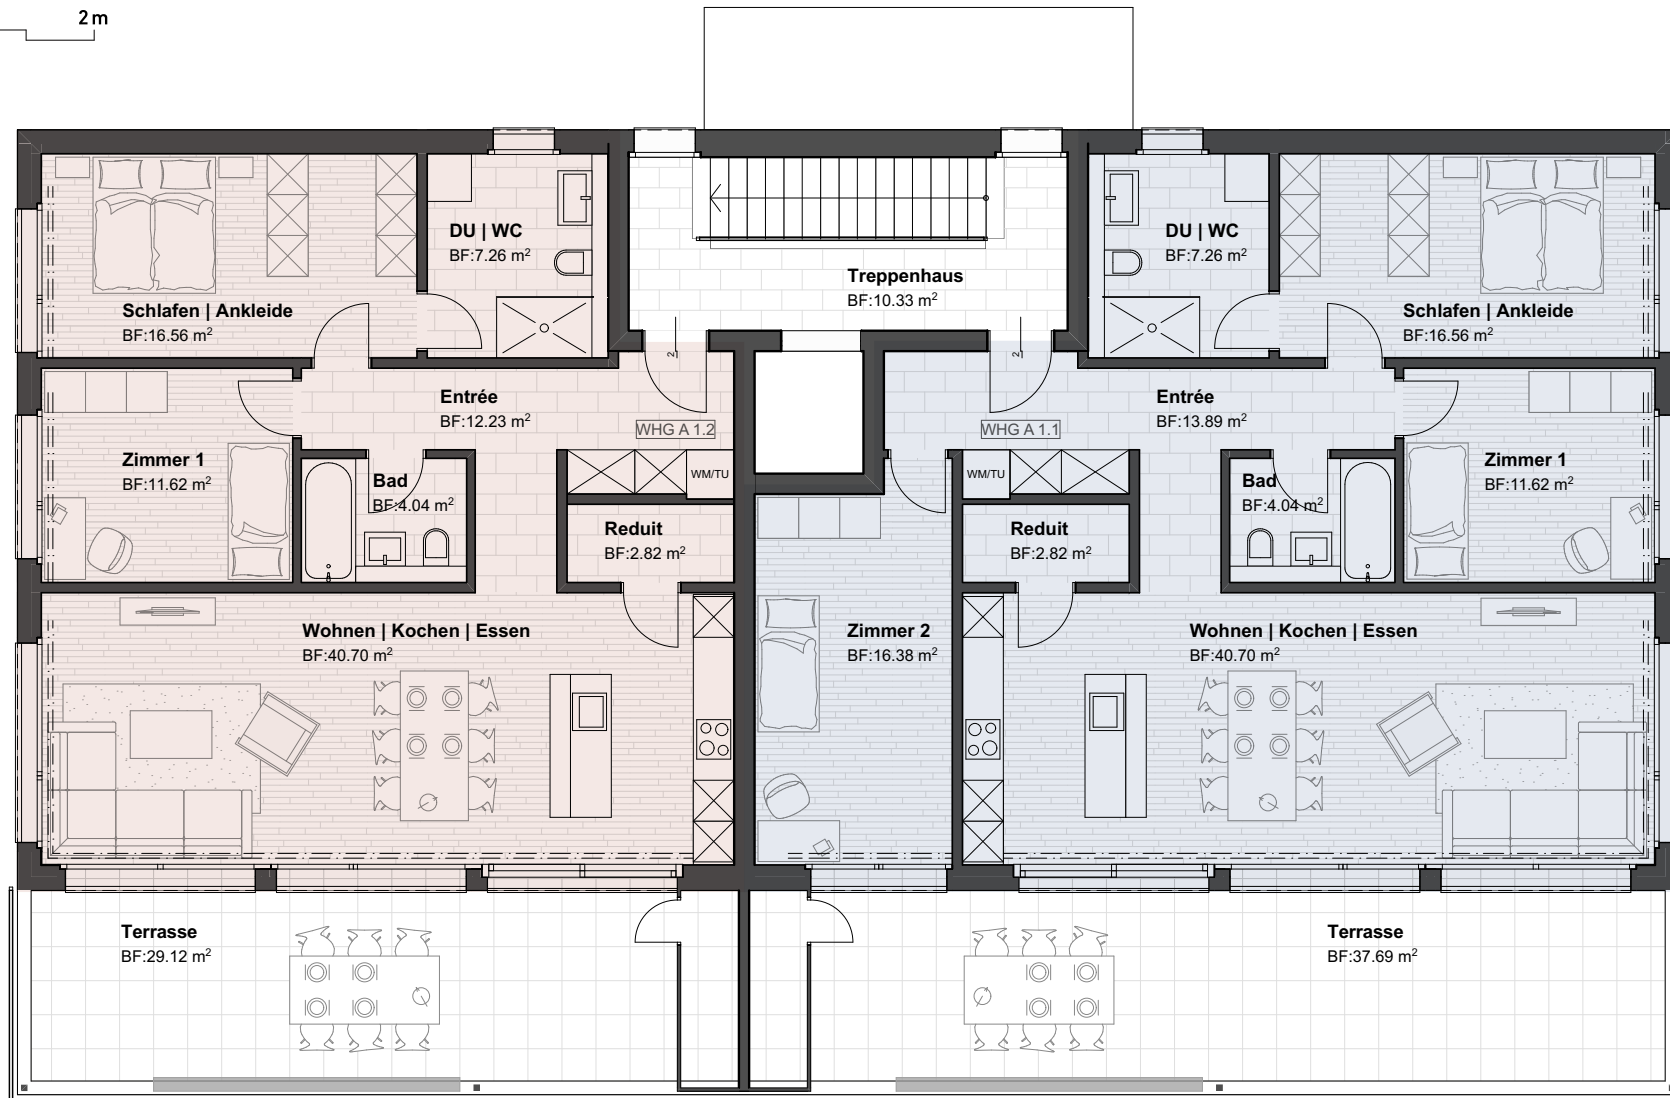 2 m
DU | WC
BF:7.26 m²
DU | WC
BF:7.26 m²
Treppenhaus
BF:10.33 m²
Schlafen | Ankleide
BF:16.56 m²
Schlafen | Ankleide
BF:16.56 m²
2
2
Entrée
BF:12.23 m²
Entrée
BF:13.89 m²
WHG A 1.2
WHG A 1.1
Zimmer 1
BF:11.62 m²
Bad
BF:4.04 m²
WM/TU
WM/TU
Bad
BF:4.04 m²
Zimmer 1
BF:11.62 m²
Reduit
BF:2.82 m²
Reduit
BF:2.82 m²
Wohnen | Kochen | Essen
BF:40.70 m²
Zimmer 2
BF:16.38 m²
Wohnen | Kochen | Essen
BF:40.70 m²
Terrasse
BF:29.12 m²
Terrasse
BF:37.69 m²